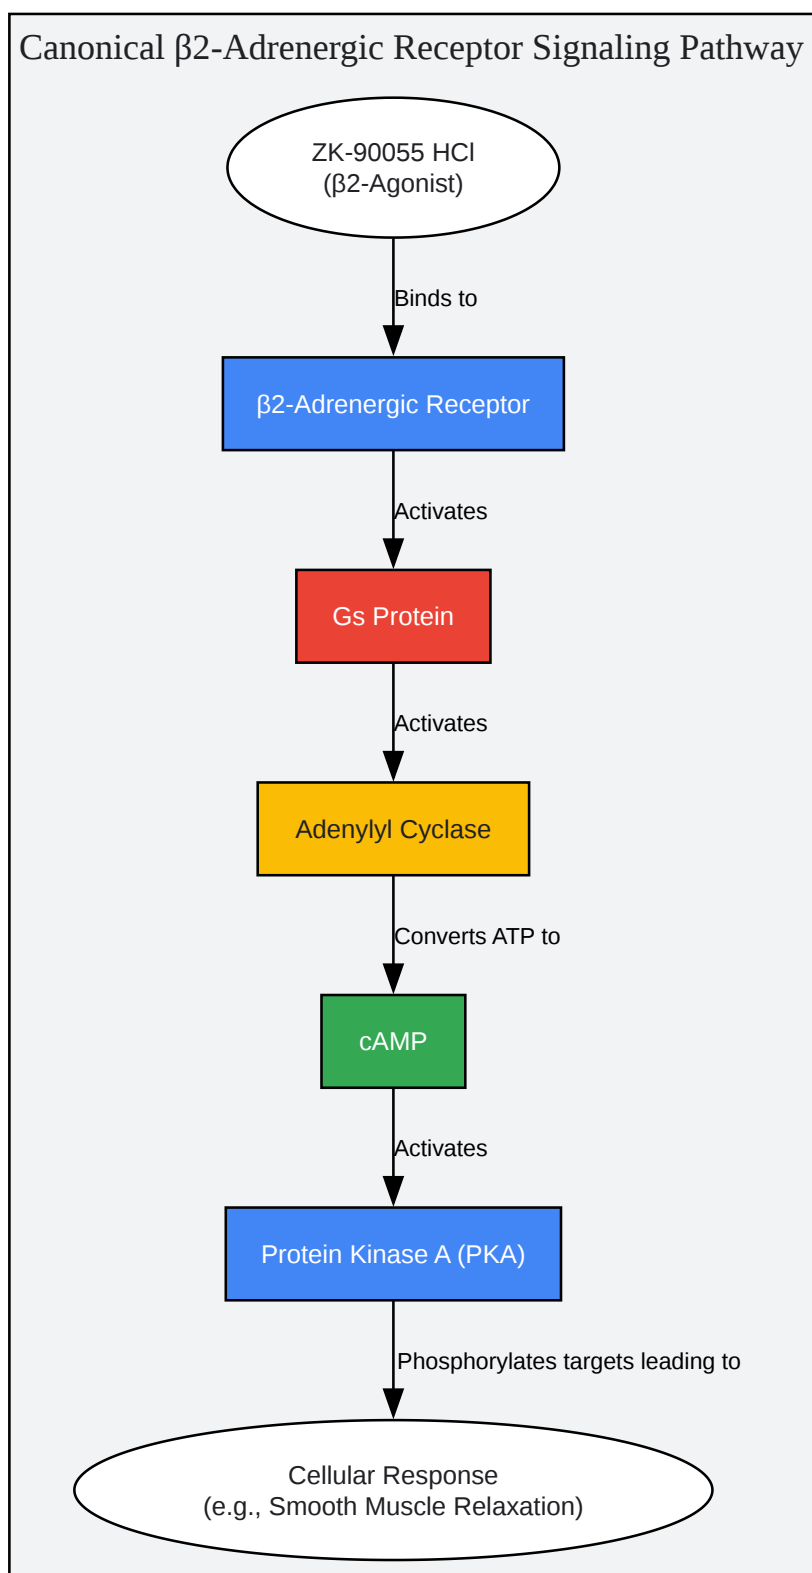 Canonical β2-Adrenergic Receptor Signaling Pathway
ZK-90055 HCl
(β2-Agonist)
Binds to
β2-Adrenergic Receptor
Activates
Gs Protein
Activates
Adenylyl Cyclase
Converts ATP to
cAMP
Activates
Protein Kinase A (PKA)
Phosphorylates targets leading to
Cellular Response
(e.g., Smooth Muscle Relaxation)